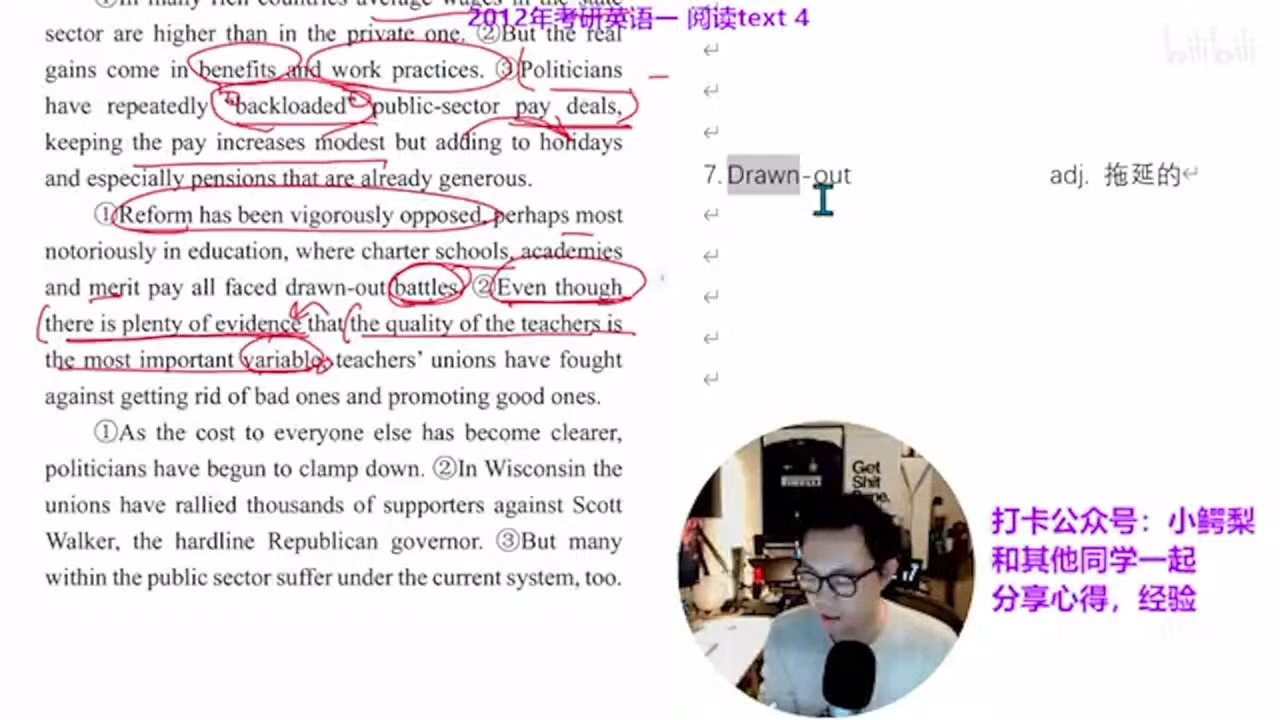 ①In many rich countries average wages in the state
2012年考研英语一 阅读text 4
sector are higher than in the private one. ②But the real
gains come in benefits and work practices. ③Politicians
have repeatedly "backloaded" public-sector pay deals,
keeping the pay increases modest but adding to holidays
and especially pensions that are already generous.
①Reform has been vigorously opposed, perhaps most
notoriously in education, where charter schools, academies
and merit pay all faced drawn-out battles. ②Even though
there is plenty of evidence that the quality of the teachers is
the most important variable, teachers' unions have fought
against getting rid of bad ones and promoting good ones.
①As the cost to everyone else has become clearer,
politicians have begun to clamp down. ②In Wisconsin the
unions have rallied thousands of supporters against Scott
Walker, the hardline Republican governor. ③But many
within the public sector suffer under the current system, too.
bilibili
7. Drawn-out adj. 拖延的
Get
Shit
Done.
打卡公众号：小鳄梨
和其他同学一起
分享心得，经验